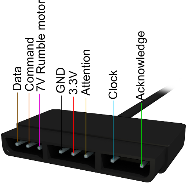 Data
Command
7V Rumble motor
GND
3.3V
Attention
Clock
Acknowledge